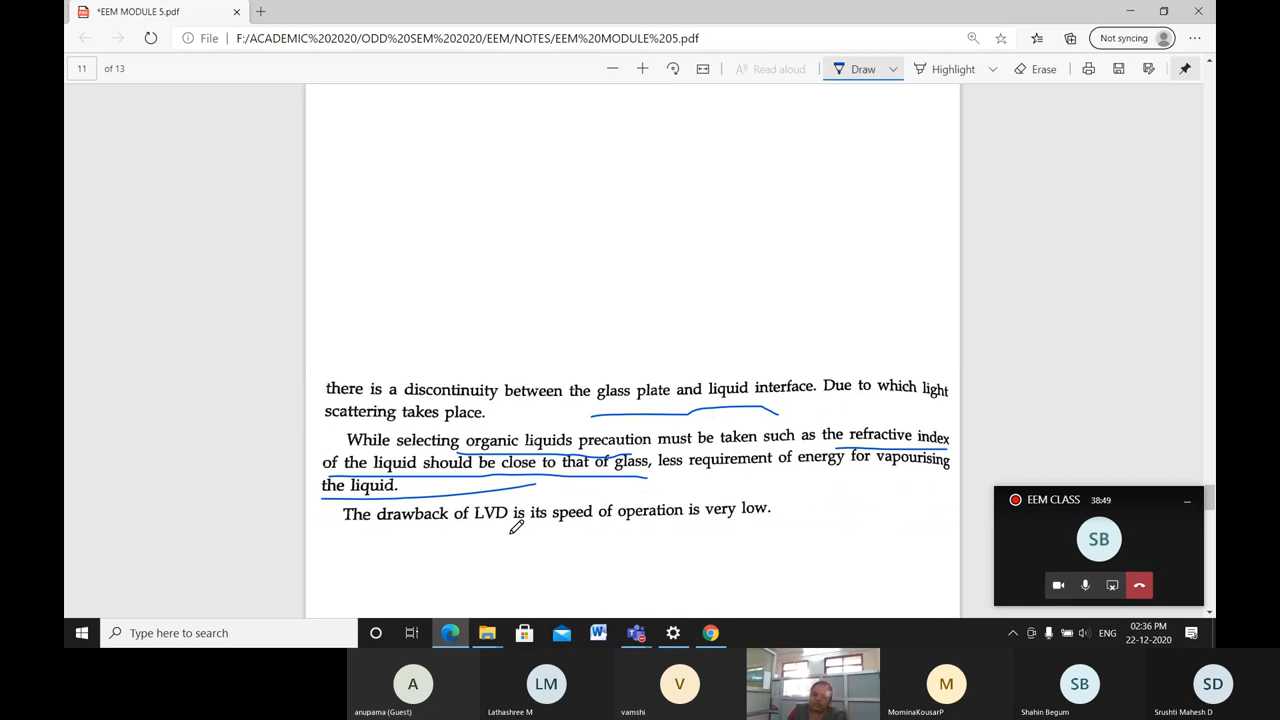 *EEM MODULE 5.pdf
File F:/ACADEMIC%202020/ODD%20SEM%202020/EEM/NOTES/EEM%20MODULE%205.pdf
Not syncing
11 of 13
Read aloud
Draw
Highlight
Erase
there is a discontinuity between the glass plate and liquid interface. Due to which light
scattering takes place.
While selecting organic liquids precaution must be taken such as the refractive index
of the liquid should be close to that of glass, less requirement of energy for vapourising
the liquid.
The drawback of LVD is its speed of operation is very low.
EEM CLASS 38:49
SB
Type here to search
ENG
02:36 PM
22-12-2020
A
LM
V
M
SB
SD
anupama (Guest)
Lathashree M
vamshi
MominaKousarP
Shahin Begum
Srushti Mahesh D